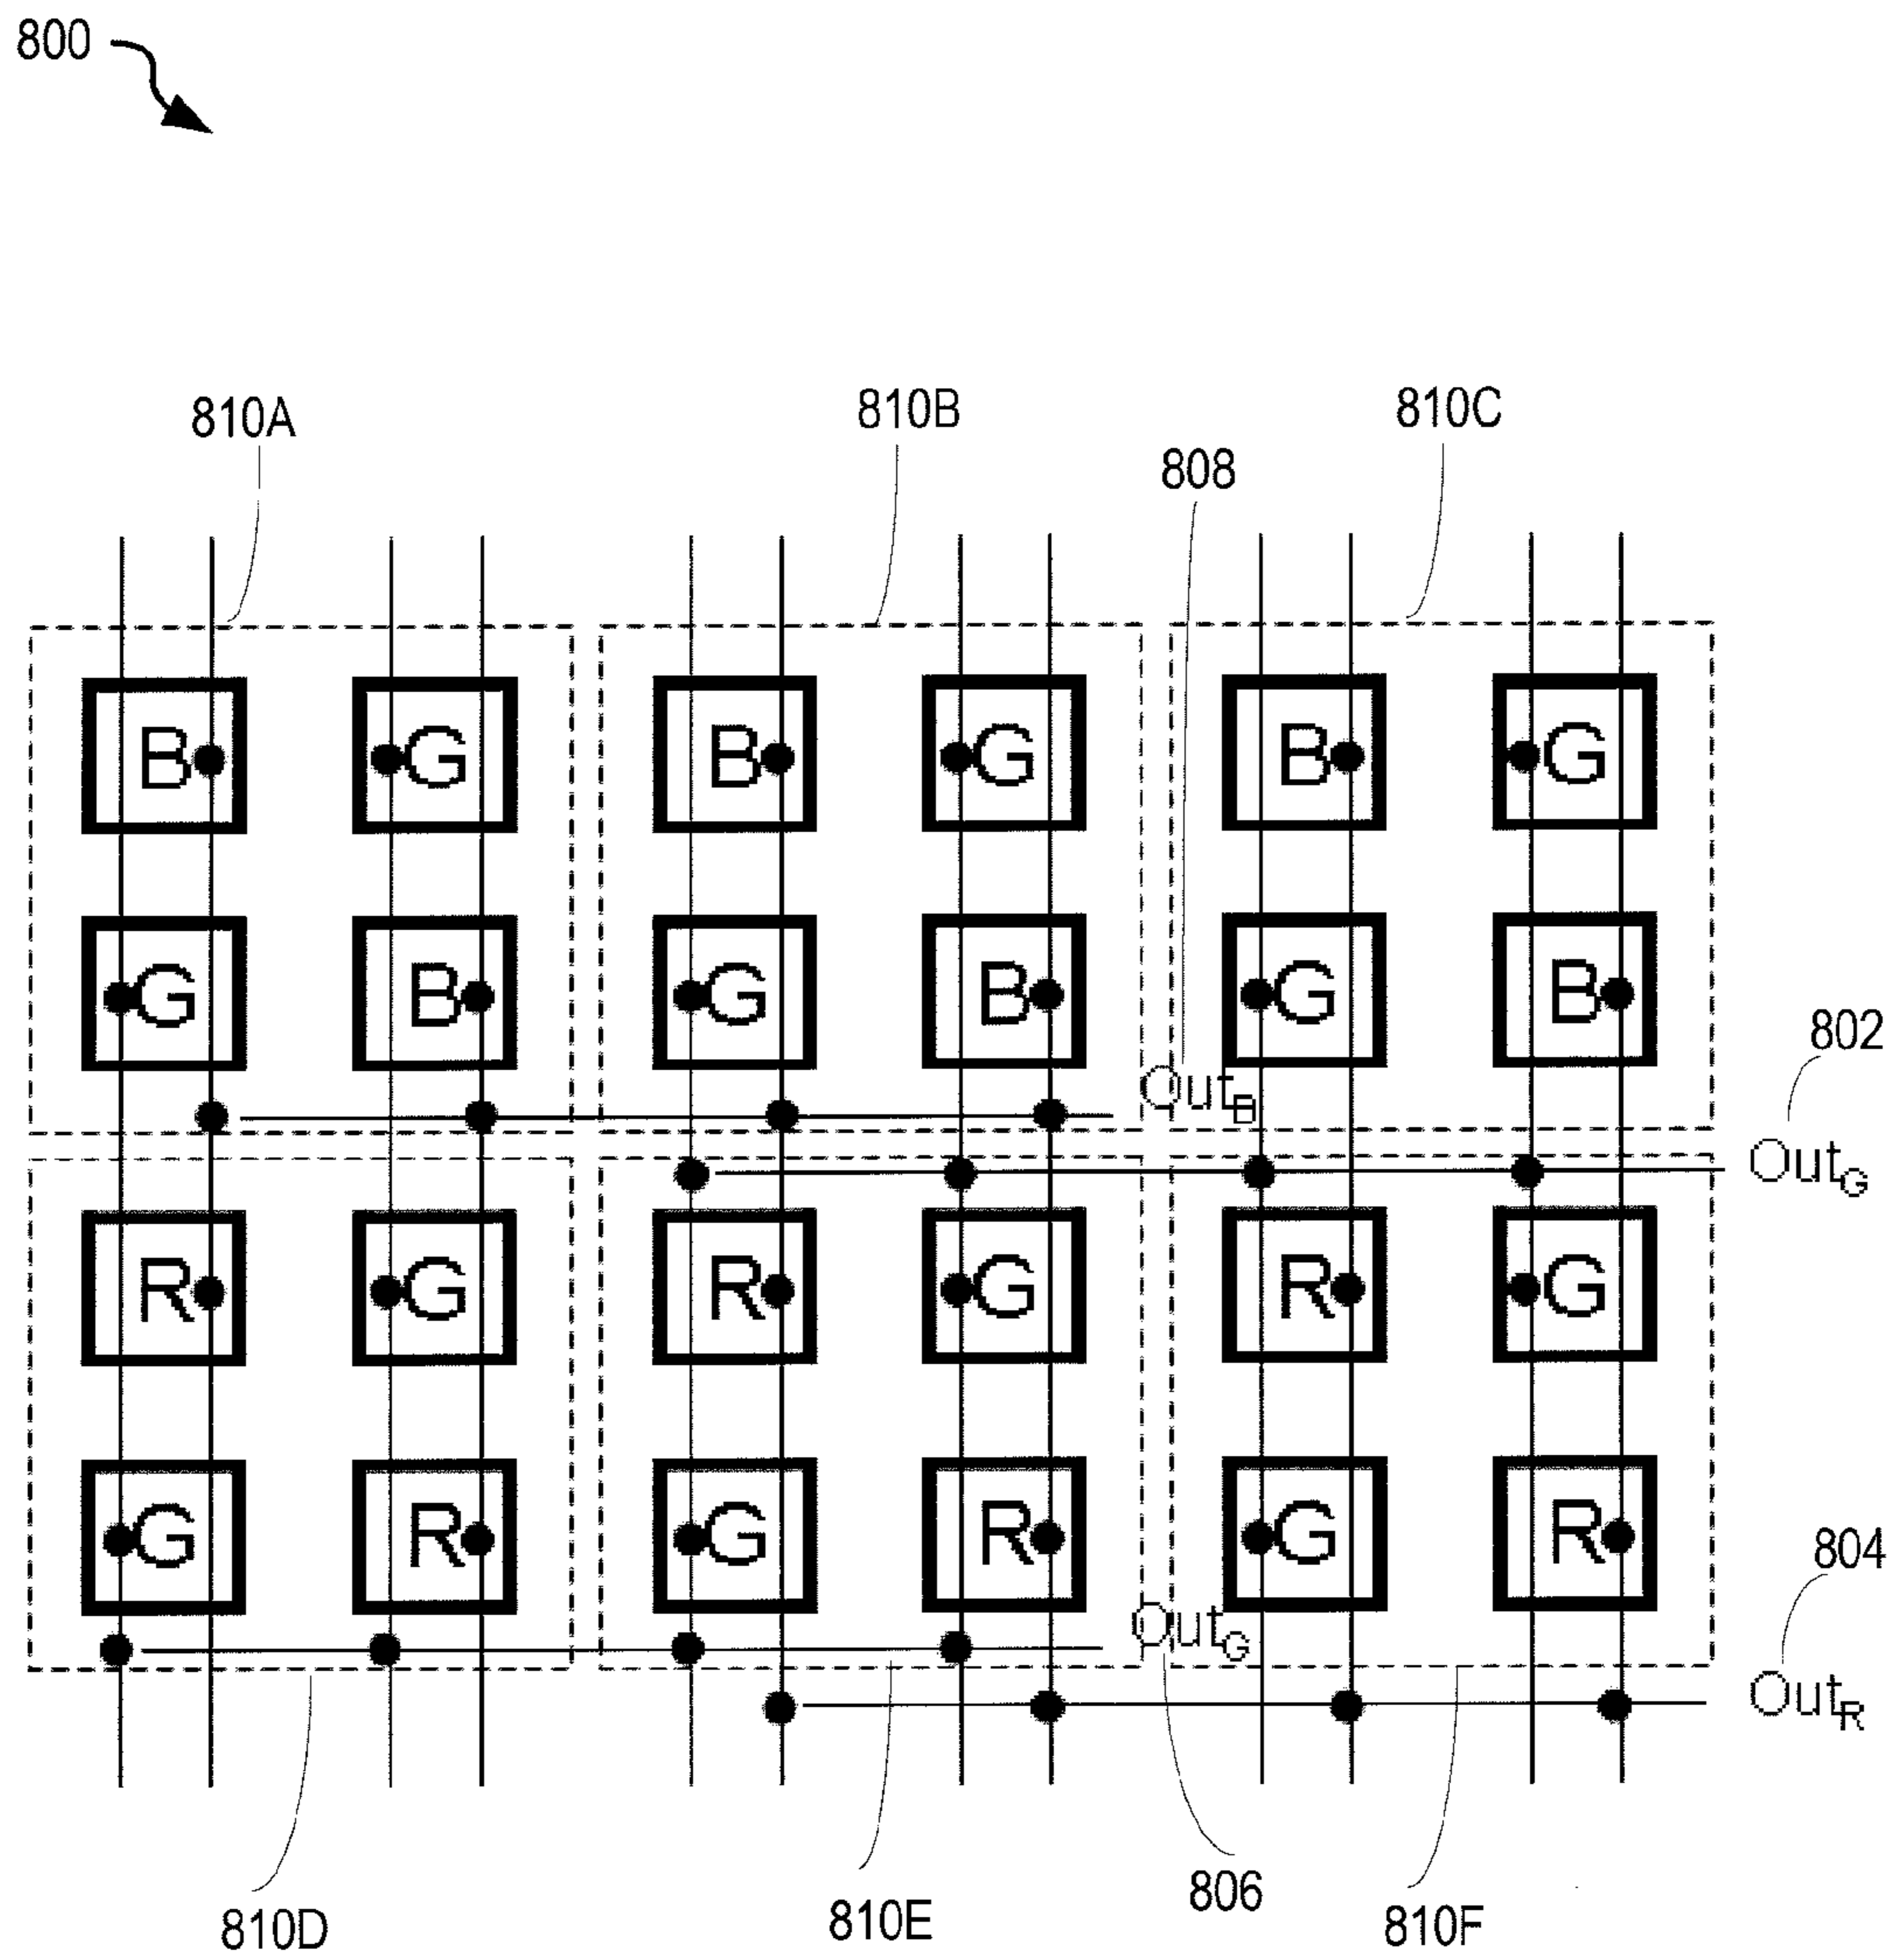 800
810A 810B 810C
808
B G B G B G
G B G B G B
802
OutB
OutG
R G R G R G
G R G R G R
804
OutG
OutR
806
810D 810E 810F